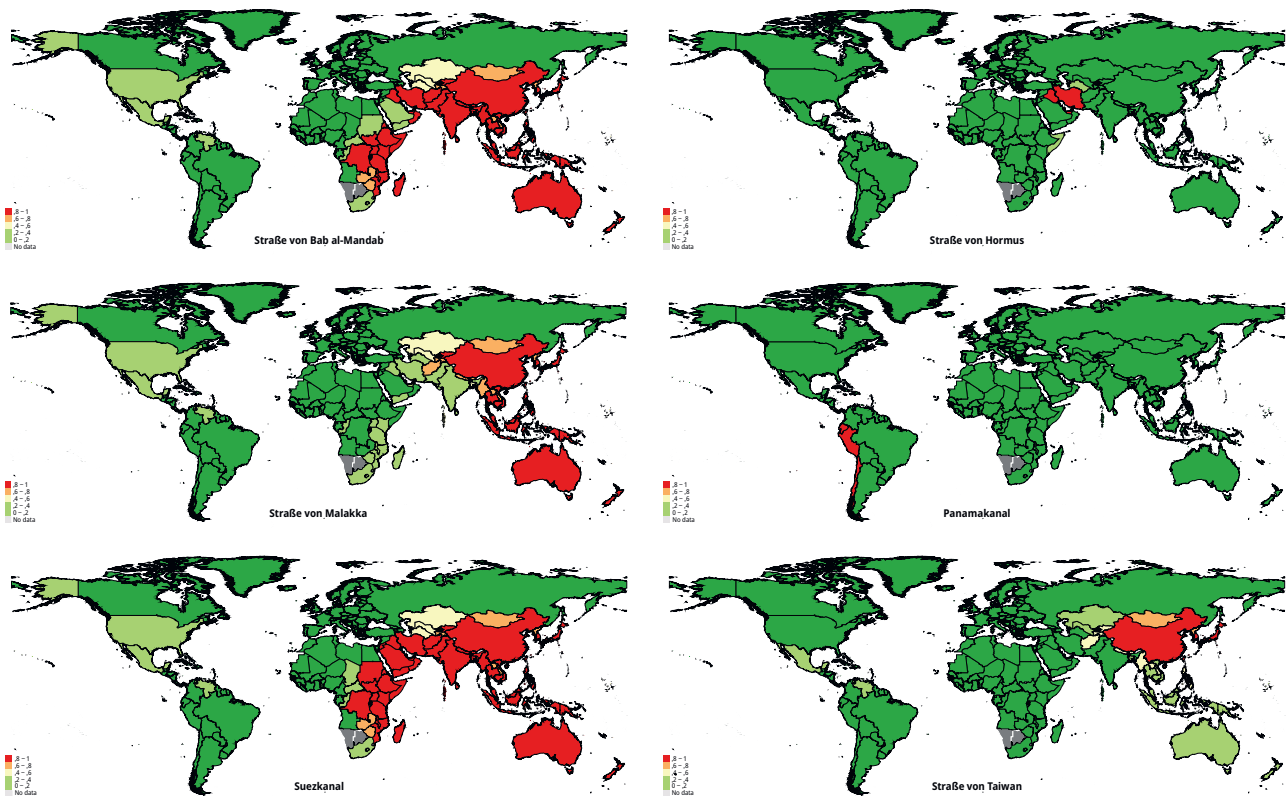 ,8 – 1
,6 – ,8
,4 – ,6
,2 – ,4
0 – ,2
No data
Straße von Bab al-Mandab
,8 – 1
,6 – ,8
,4 – ,6
,2 – ,4
0 – ,2
No data
Straße von Hormus
,8 – 1
,6 – ,8
,4 – ,6
,2 – ,4
0 – ,2
No data
Straße von Malakka
,8 – 1
,6 – ,8
,4 – ,6
,2 – ,4
0 – ,2
No data
Panamakanal
,8 – 1
,6 – ,8
,4 – ,6
,2 – ,4
0 – ,2
No data
Suezkanal
,8 – 1
,6 – ,8
,4 – ,6
,2 – ,4
0 – ,2
No data
Straße von Taiwan